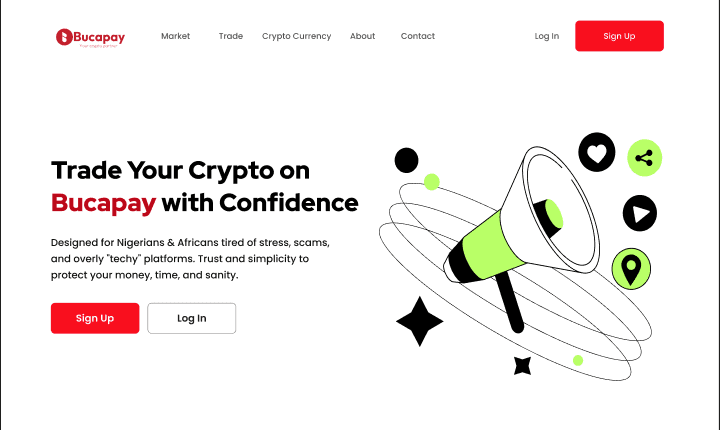 Bucapay
Your crypto partner
Market Trade Crypto Currency About Contact Log In Sign Up
Trade Your Crypto on
Bucapay with Confidence
Designed for Nigerians & Africans tired of stress, scams,
and overly "techy" platforms. Trust and simplicity to
protect your money, time, and sanity.
Sign Up Log In